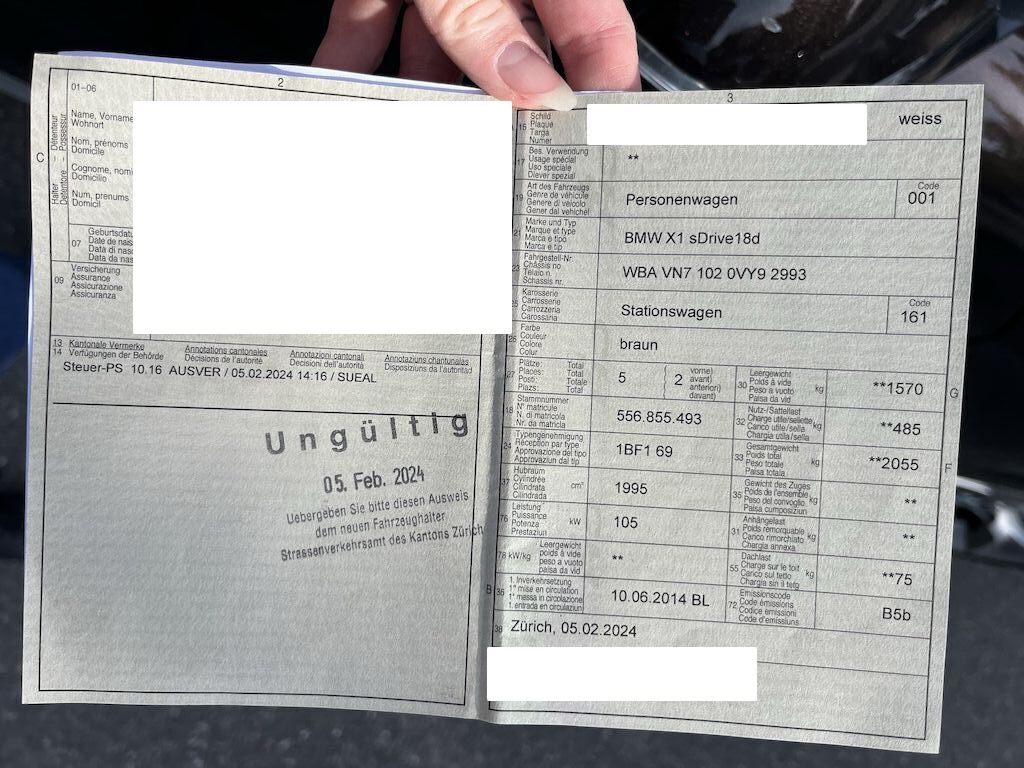 2
01–06
Name, Vorname
Wohnort
Nom, prénoms
Domicile
Cognome, nomi
Domicilio
Num, prenums
Domicil
C
Halter Détenteur
Detentore Possessur
07
Geburtsdatu
Date de nais
Data di nasc
Data da nas
09
Versicherung
Assurance
Assicurazione
Assicuranza
13 Kantonale Vermerke Annotations cantonales Annotazioni cantonali Annotaziuns chantunalas
14 Verfügungen der Behörde Décisions de l'autorité Decisioni dell'autorità Disposiziuns da l'autoritad
Steuer-PS 10.16 AUSVER / 05.02.2024 14:16 / SUEAL
Ungültig
05. Feb. 2024
Uebergeben Sie bitte diesen Ausweis
dem neuen Fahrzeughalter
Strassenverkehrsamt des Kantons Zürich
3
A 15
Schild
Plaque
Targa
Numer
weiss
17
Bes. Verwendung
Usage spécial
Uso speciale
Diever spezial
**
19
Art des Fahrzeugs
Genre de véhicule
Genere di veicolo
Gener dal vehichel
Personenwagen
Code
001
21
Marke und Typ
Marque et type
Marca e tipo
Marca e tip
BMW X1 sDrive18d
23
Fahrgestell-Nr.
Châssis no
Telaio n.
Schassis nr.
WBA VN7 102 0VY9 2993
25
Karosserie
Carrosserie
Carrozzeria
Carossaria
Stationswagen
Code
161
26
Farbe
Couleur
Colore
Colur
braun
27
Plätze: Total
Places: Total
Posti: Totale
Plazs: Total
5
2
vorne)
avant)
anteriori)
davant)
30
Leergewicht
Poids à vide
Peso a vuoto
Paisa da vid
kg
**1570
G
18
Stammnummer
N° matricule
N. di matricola
Nr. da matricla
556.855.493
32
Nutz-/Sattellast
Charge utile/sellette
Carico utile/sella
Chargia utila/sella
kg
**485
24
Typengenehmigung
Réception par type
Approvazione del tipo
Approvaziun dal tip
1BF1 69
33
Gesamtgewicht
Poids total
Peso totale
Paisa totala
kg
**2055
F
37
Hubraum
Cylindrée
Cilindrata
Cilindrada
cm³
1995
35
Gewicht des Zuges
Poids de l'ensemble
Peso del convoglio
Paisa cumposiziun
kg
**
76
Leistung
Puissance
Potenza
Prestaziun
kW
105
31
Anhängelast
Poids remorquable
Carico rimorchiato
Chargia annexa
kg
**
78 kW/kg
Leergewicht
poids à vide
peso a vuoto
paisa da vid
**
55
Dachlast
Charge sur le toit
Carico sul tetto
Chargia sin il tetg
kg
**75
B 36
1. Inverkehrsetzung
1re mise en circulation
1a messa in circolazione
1. entrada en circulaziun
10.06.2014 BL
72
Emissionscode
Code émissions
Codice emissioni
Code d'emissiuns
B5b
38
Zürich, 05.02.2024